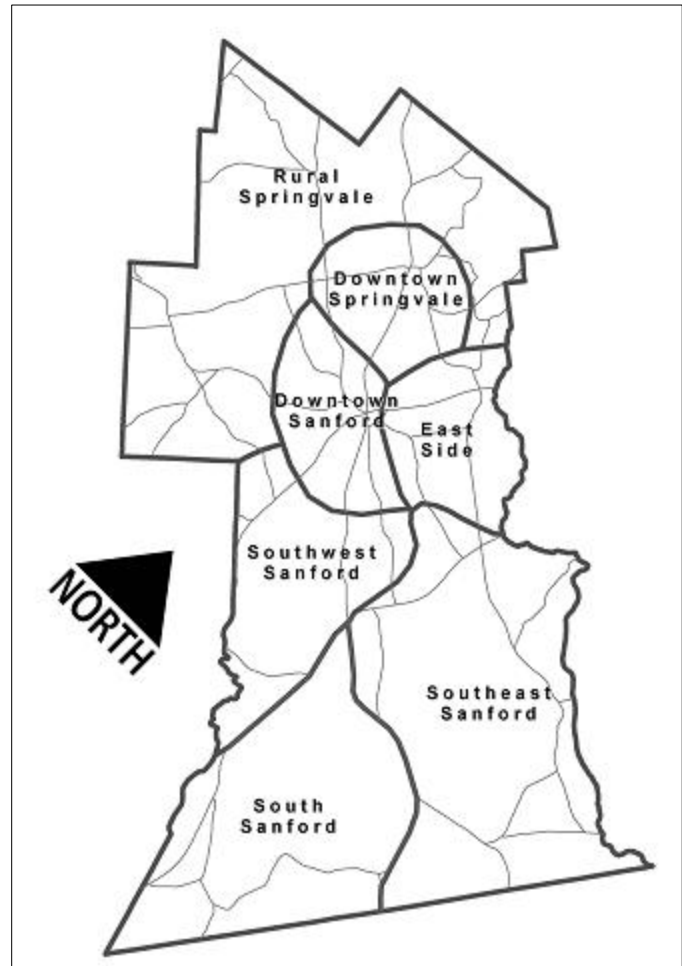 Rural
Springvale
Downtown
Springvale
Downtown
Sanford
East
Side
Southwest
Sanford
NORTH
Southeast
Sanford
South
Sanford